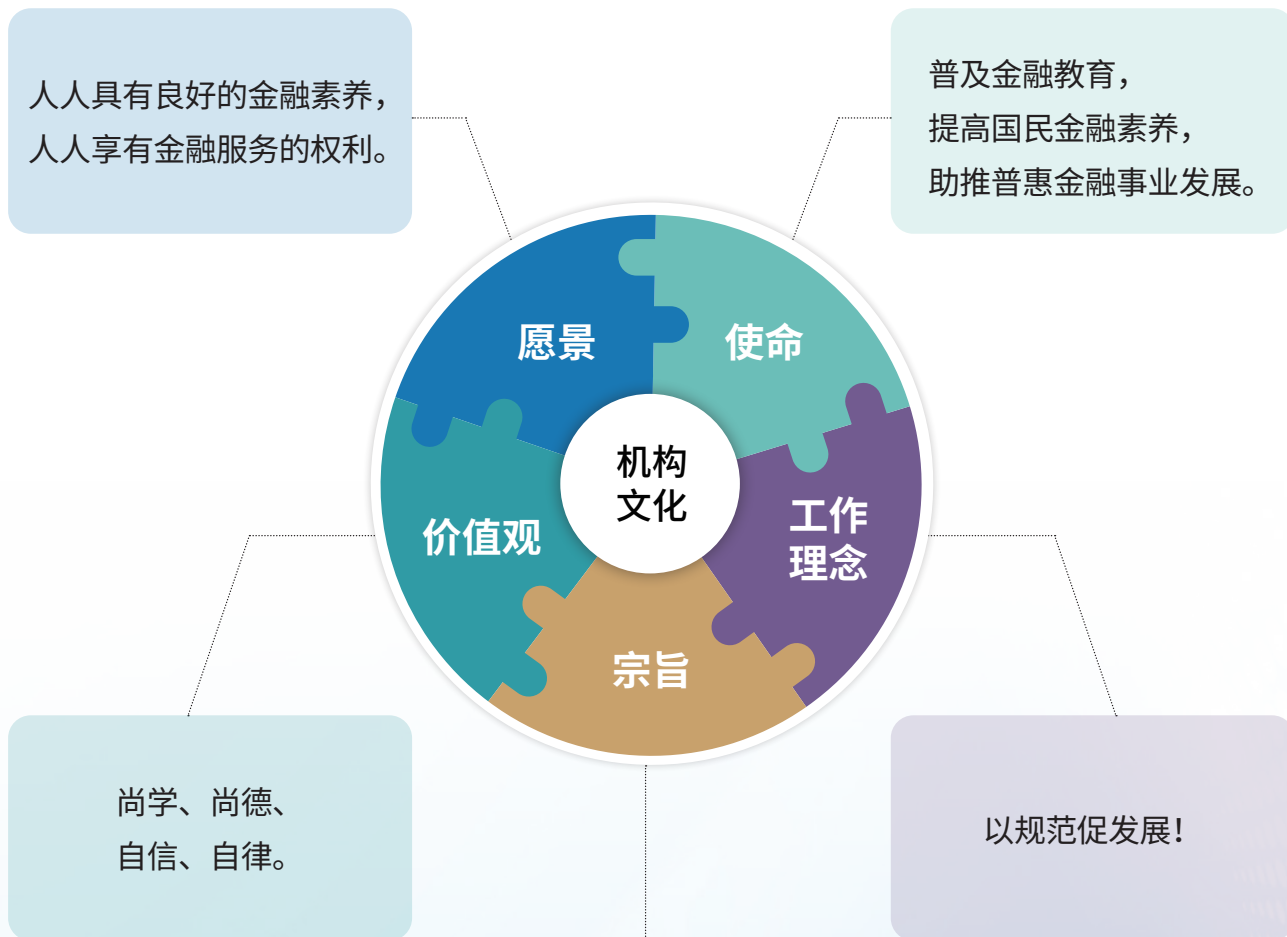 人人具有良好的金融素养，
人人享有金融服务的权利。
普及金融教育，
提高国民金融素养，
助推普惠金融事业发展。
愿景
使命
机构
文化
价值观
工作
理念
宗旨
尚学、尚德、
自信、自律。
以规范促发展！